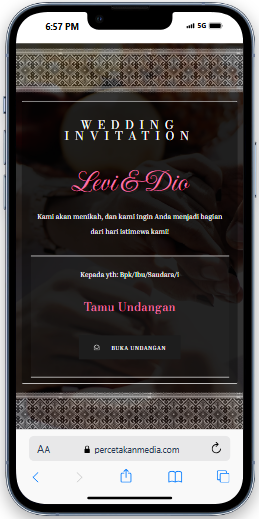 6:57 PM
5G
WEDDING
INVITATION
Levi & Dio
Kami akan menikah, dan kami ingin Anda menjadi bagian
dari hari istimewa kami!
Kepada yth: Bpk/Ibu/Saudara/i
Tamu Undangan
BUKA UNDANGAN
AA percetakanmedia.com